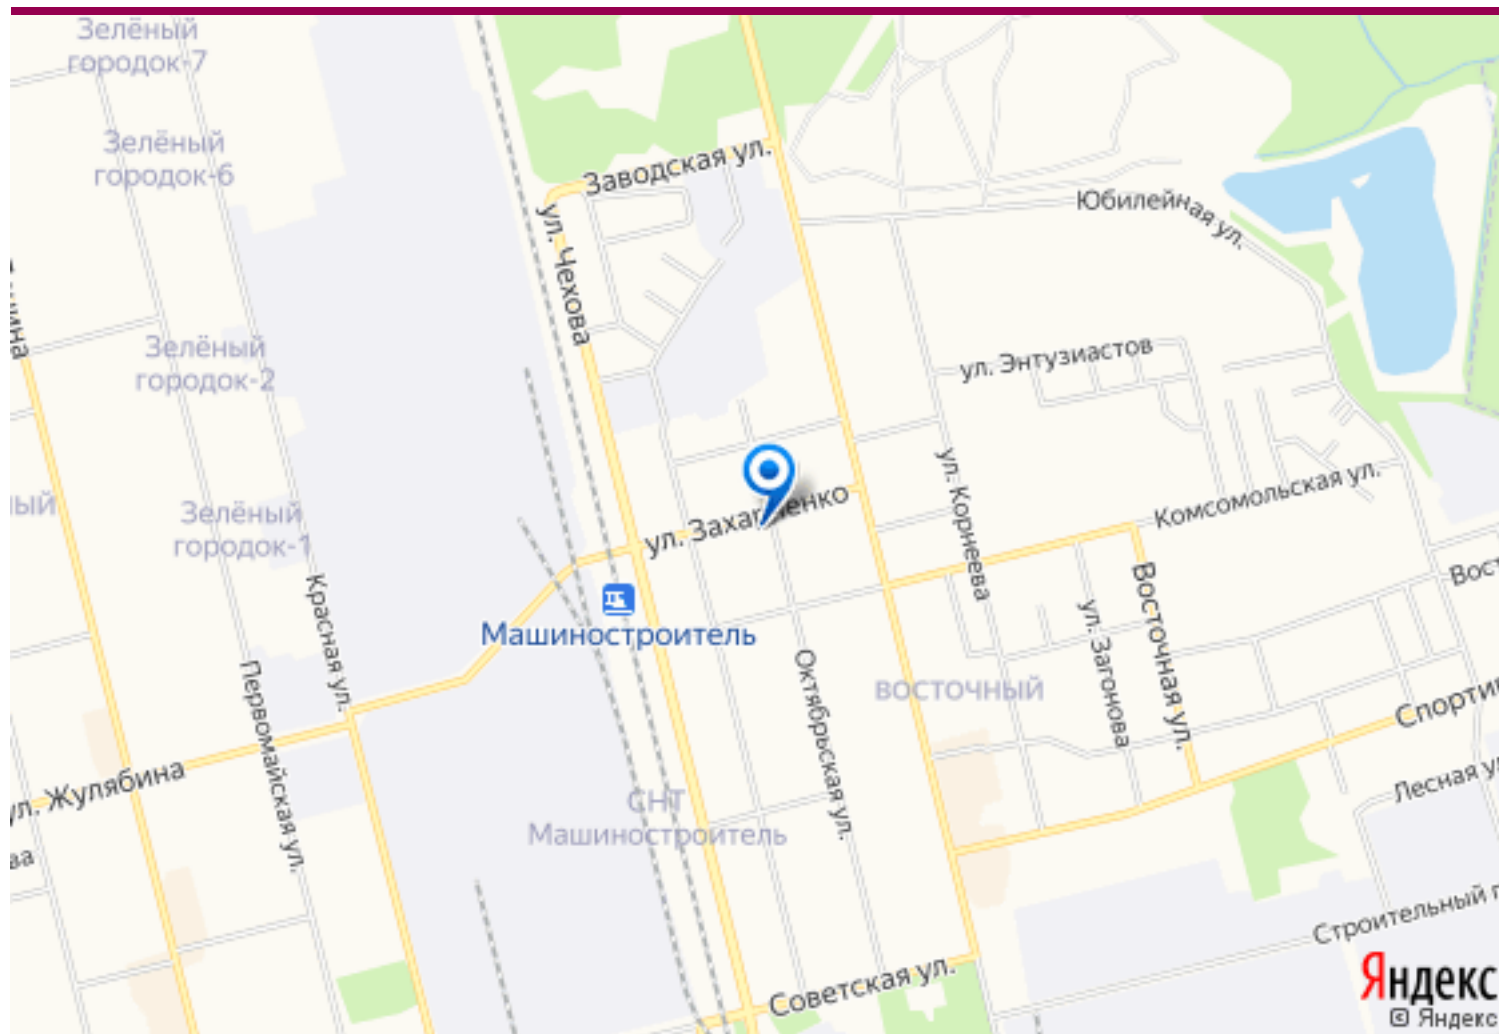 Зелёный
городок-7
Зелёный
городок-6
Заводская ул.
Юбилейная ул.
ул. Чехова
Зелёный
городок-2
ул. Энтузиастов
ул. Корнеева
Комсомольская ул.
ул. Захарченко
Зелёный
городок-1
Красная ул.
Восточная ул.
ул. Загонова
Машиностроитель
Первомайская ул.
Октябрьская ул.
ВОСТОЧНЫЙ
ул. Жулябина
СНТ
Машиностроитель
Лесная у
Строительный п
Советская ул.
Яндекс
© Яндекс